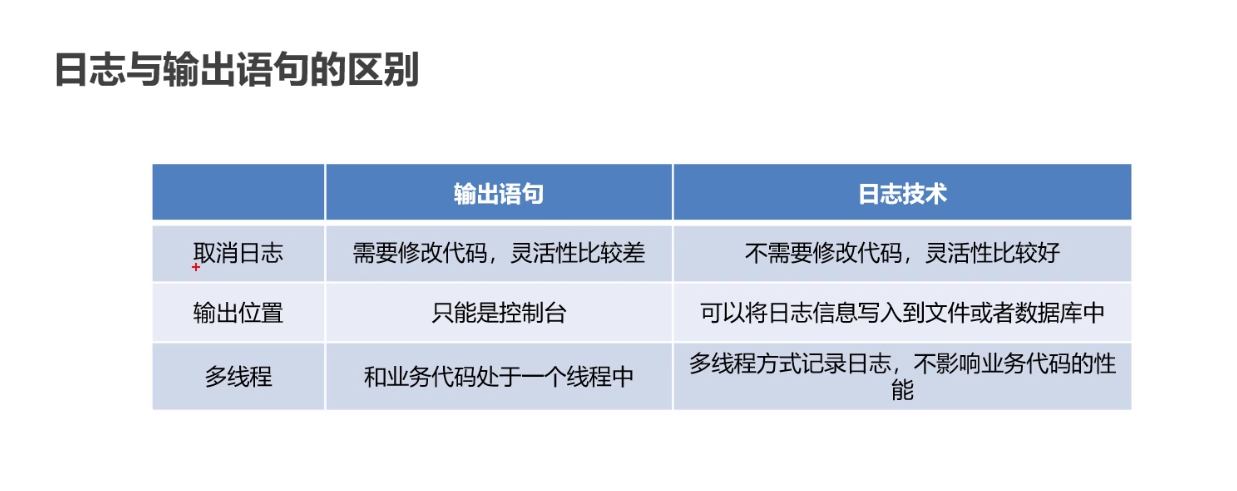 日志与输出语句的区别
输出语句 日志技术
取消日志 需要修改代码，灵活性比较差 不需要修改代码，灵活性比较好
输出位置 只能是控制台 可以将日志信息写入到文件或者数据库中
多线程 和业务代码处于一个线程中 多线程方式记录日志，不影响业务代码的性
能